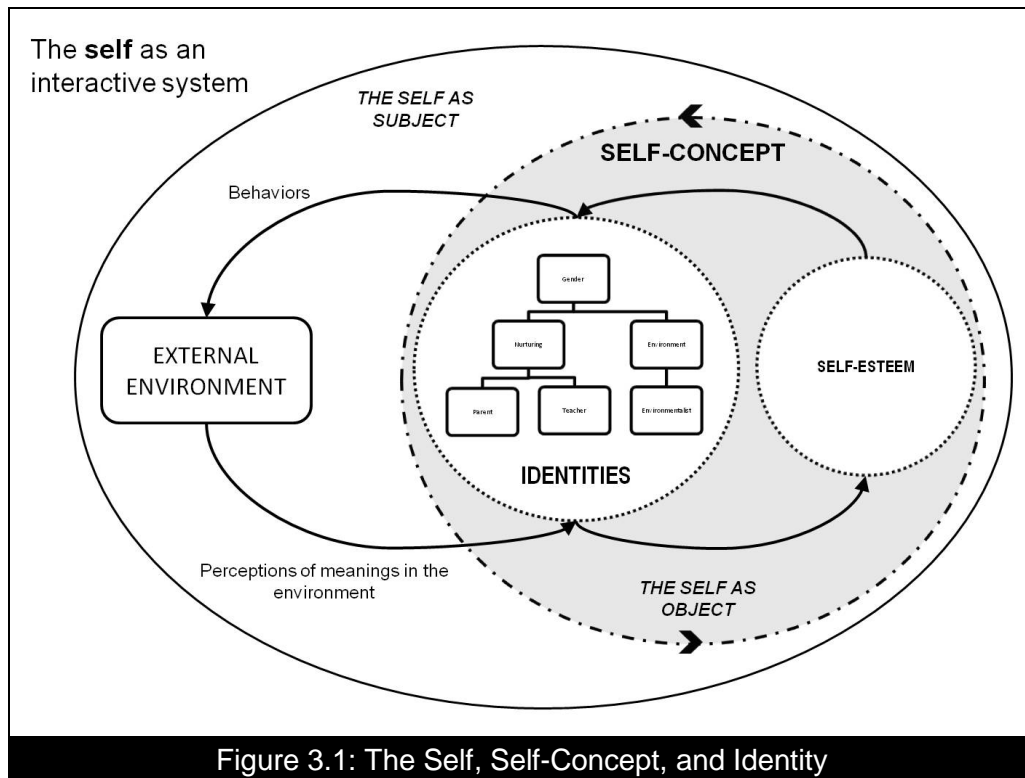 The self as an
interactive system
THE SELF AS
SUBJECT
SELF-CONCEPT
Behaviors
Gender
Nurturing
Environment
Parent
Teacher
Environmentalist
IDENTITIES
EXTERNAL
ENVIRONMENT
SELF-ESTEEM
Perceptions of meanings in the
environment
THE SELF AS
OBJECT
Figure 3.1: The Self, Self-Concept, and Identity